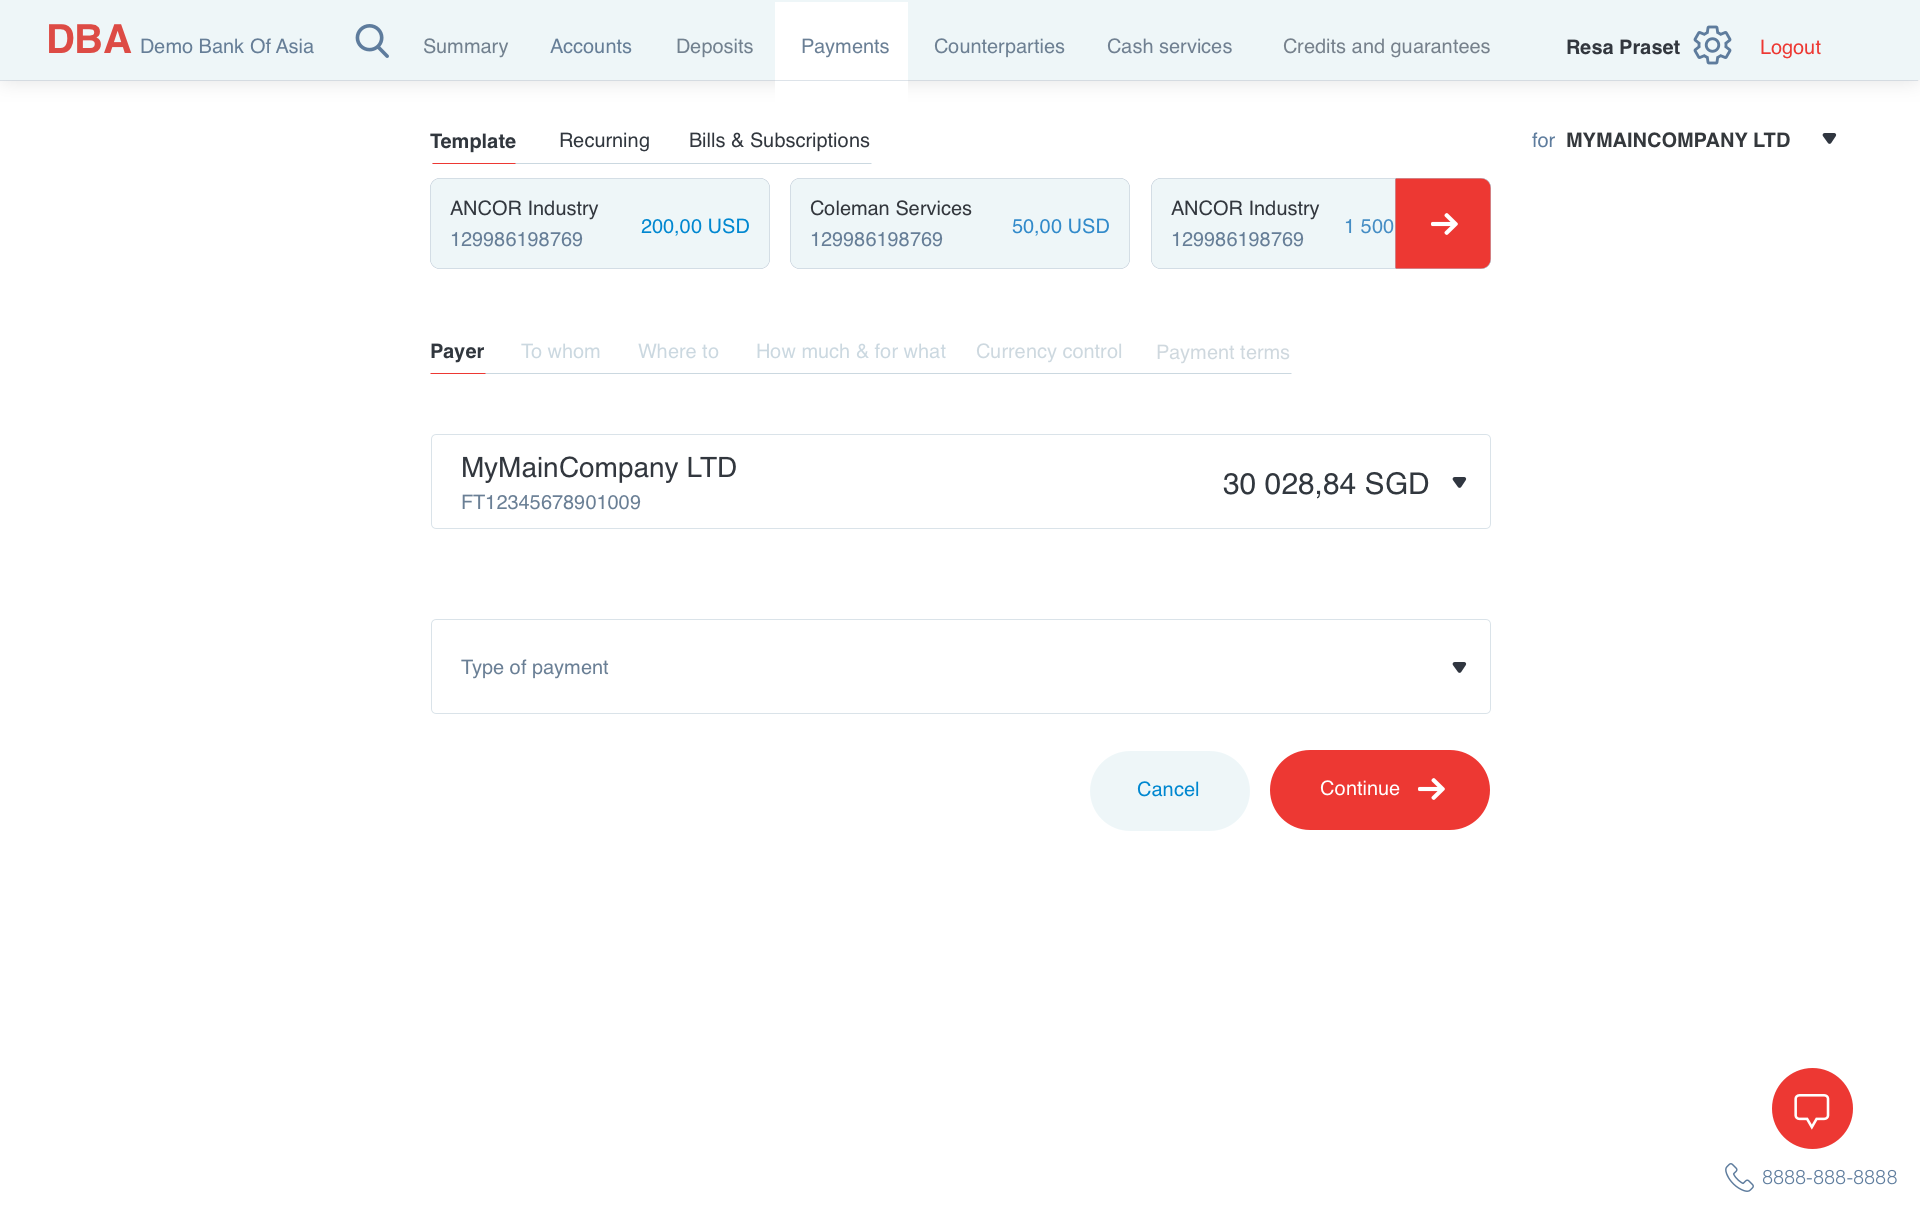 DBA Demo Bank Of Asia
Summary
Accounts
Deposits
Payments
Counterparties
Cash services
Credits and guarantees
Resa Praset
Logout
Template
Recurring
Bills & Subscriptions
for MYMAINCOMPANY LTD
ANCOR Industry
129986198769
200,00 USD
Coleman Services
129986198769
50,00 USD
ANCOR Industry
129986198769
1 500
Payer
To whom
Where to
How much & for what
Currency control
Payment terms
MyMainCompany LTD
FT12345678901009
30 028,84 SGD
Type of payment
Cancel
Continue
8888-888-8888